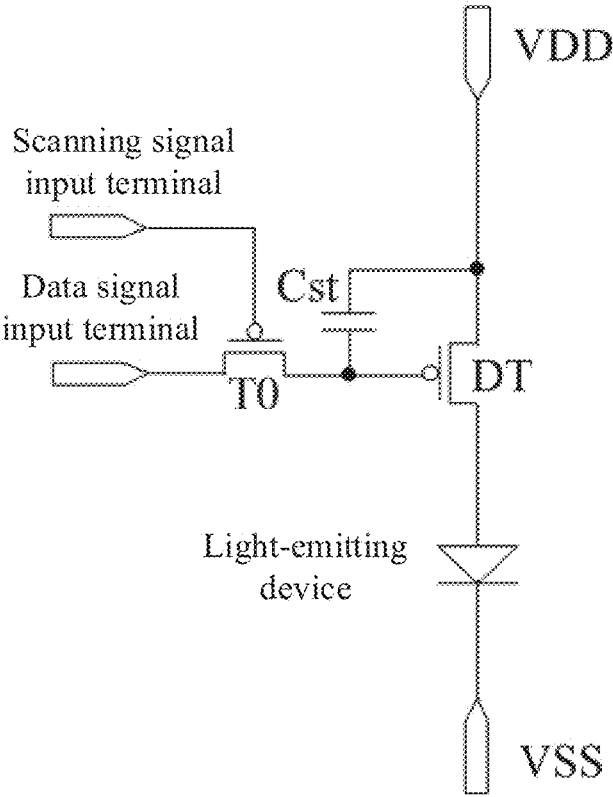 VDD
Scanning signal
input terminal
Data signal
input terminal
Cst
T0
DT
Light-emitting
device
VSS